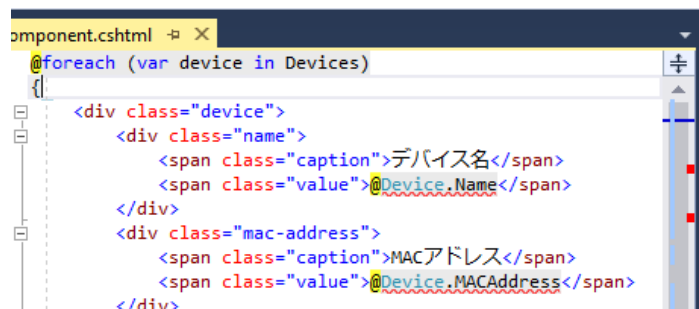 omponent.cshtml
@foreach (var device in Devices)
{
<div class="device">
<div class="name">
<span class="caption">デバイス名</span>
<span class="value">@Device.Name</span>
</div>
<div class="mac-address">
<span class="caption">MACアドレス</span>
<span class="value">@Device.MACAddress</span>
</div>